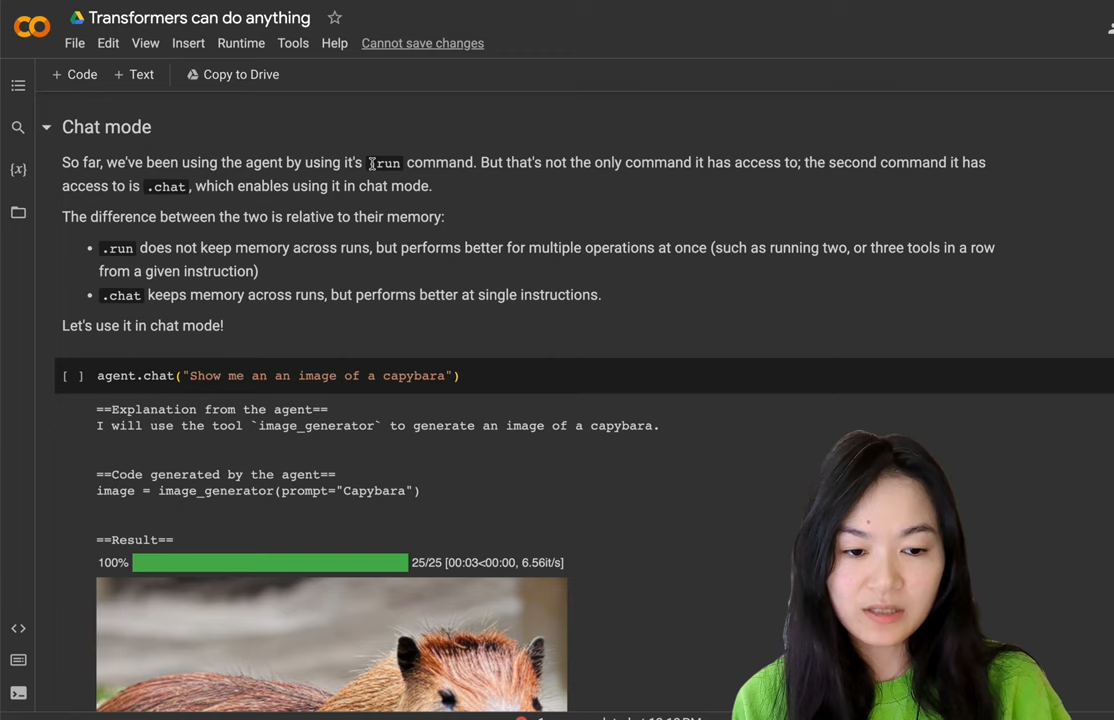 Transformers can do anything
File Edit View Insert Runtime Tools Help Cannot save changes
+ Code + Text Copy to Drive
Chat mode
So far, we've been using the agent by using it's .run command. But that's not the only command it has access to; the second command it has
access to is .chat, which enables using it in chat mode.
The difference between the two is relative to their memory:
• .run does not keep memory across runs, but performs better for multiple operations at once (such as running two, or three tools in a row
from a given instruction)
• .chat keeps memory across runs, but performs better at single instructions.
Let's use it in chat mode!
[ ] agent.chat("Show me an an image of a capybara")
==Explanation from the agent==
I will use the tool `image_generator` to generate an image of a capybara.
==Code generated by the agent==
image = image_generator(prompt="Capybara")
==Result==
100% 25/25 [00:03<00:00, 6.56it/s]